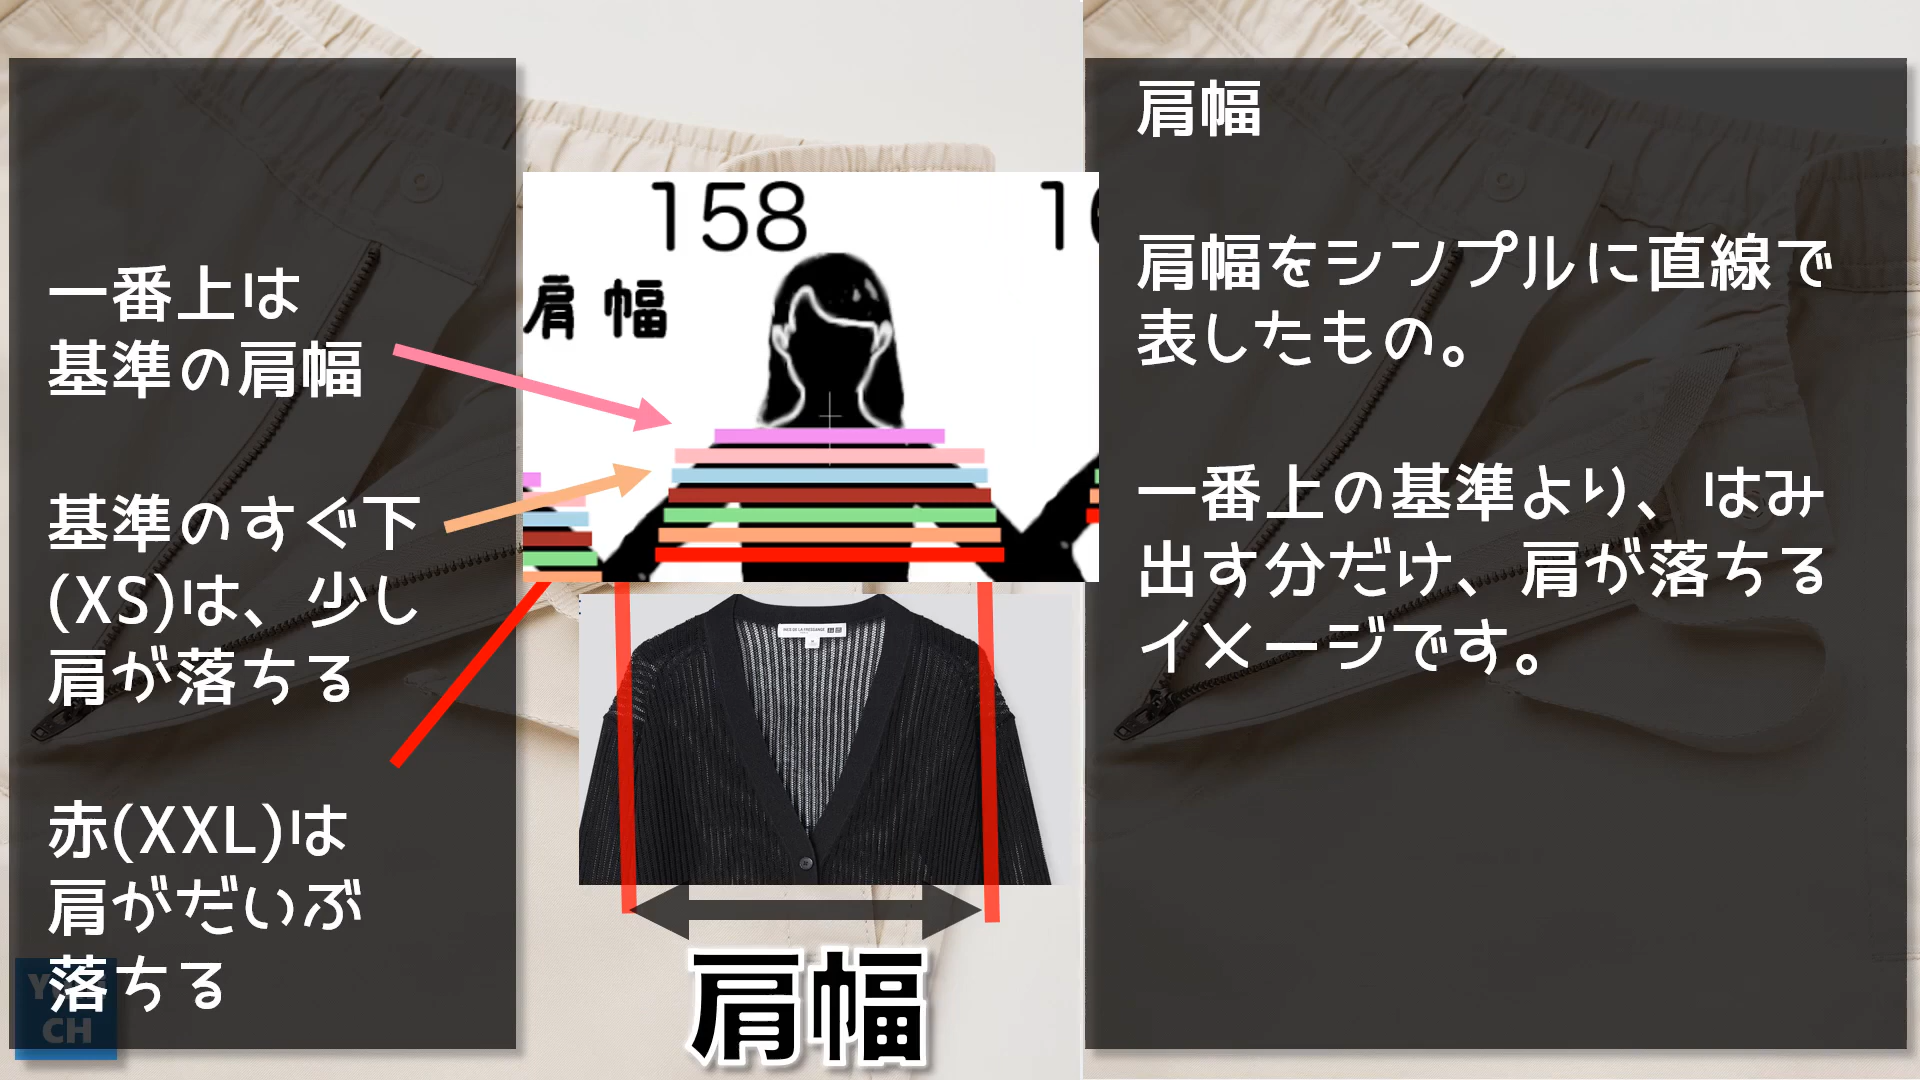 一番上は
基準の肩幅
基準のすぐ下
(XS)は、少し
肩が落ちる
赤(XXL)は
肩がだいぶ
落ちる
CH
158
肩幅
肩幅
肩幅
肩幅をシンプルに直線で
表したもの。
一番上の基準より、はみ
出す分だけ、肩が落ちる
イメージです。